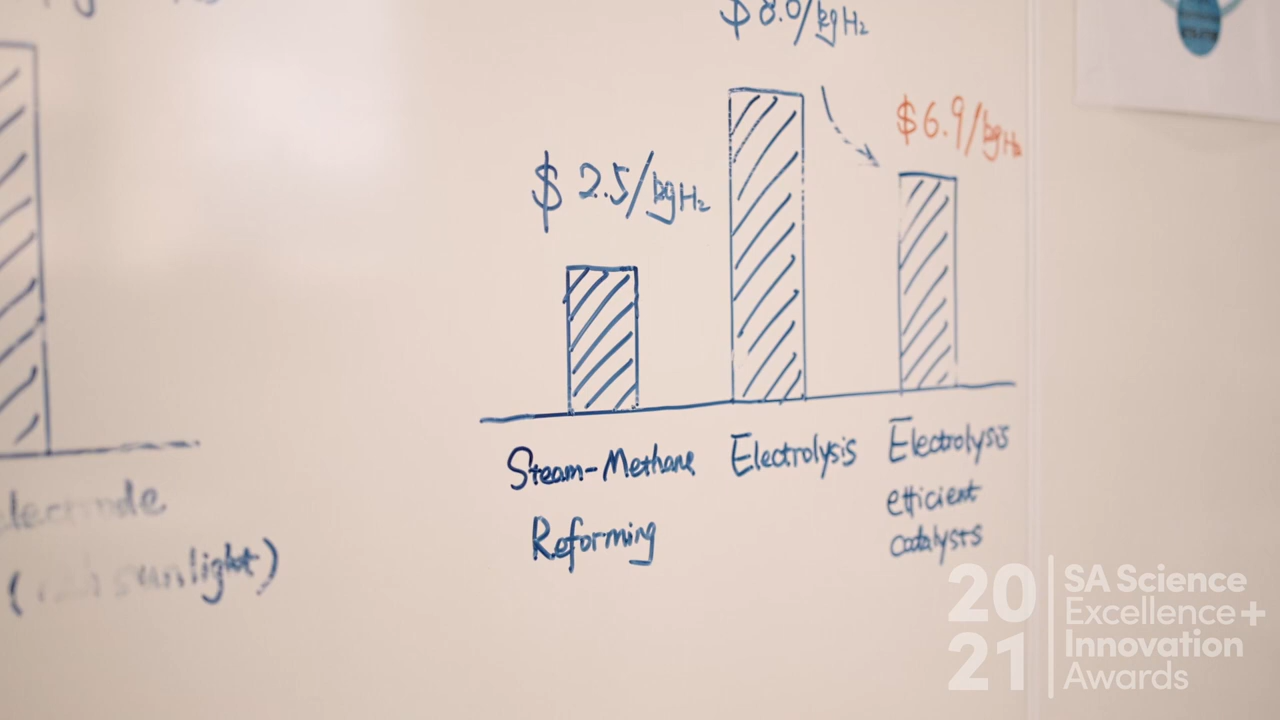 $8.0/kgH₂
$6.9/kgH₂
$2.5/kgH₂
Steam-Methane
Reforming
Electrolysis
Electrolysis
efficient
catalysts
sunlight)
2021
SA Science
Excellence+
Innovation
Awards